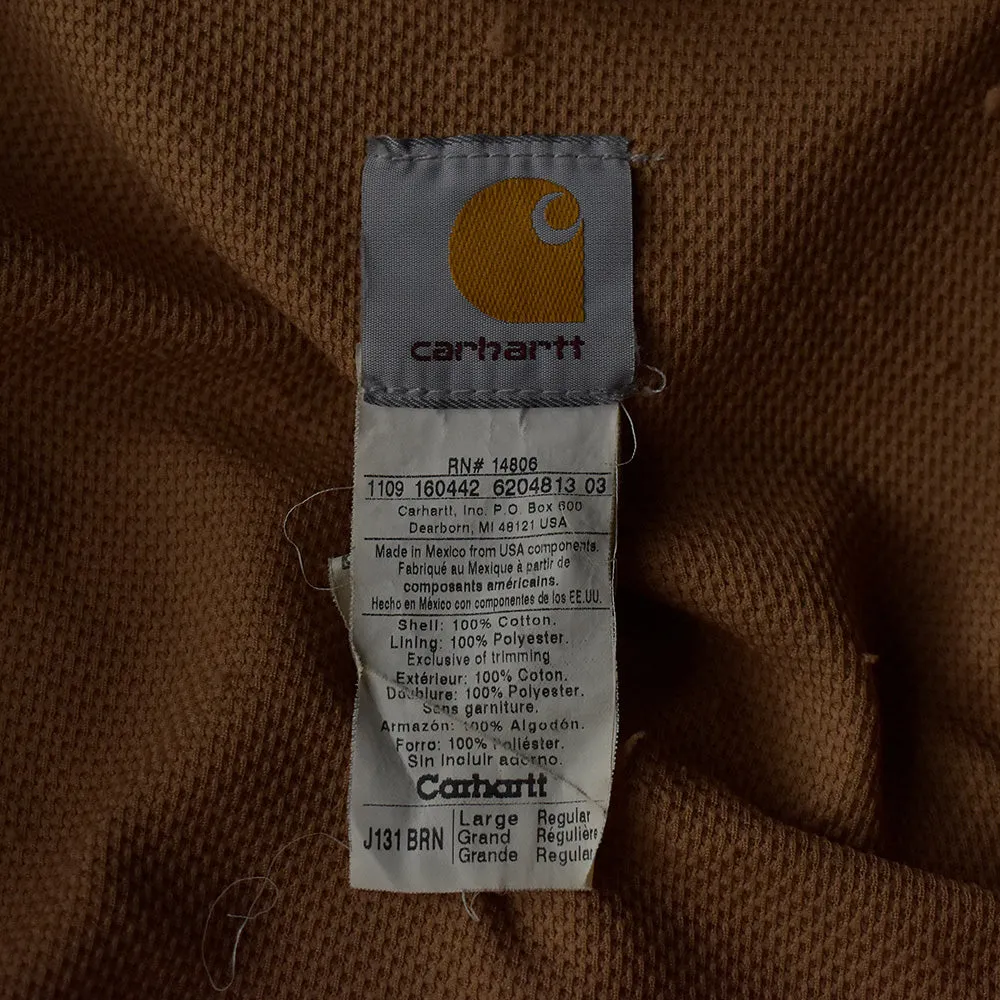 carhartt
RN# 14806
1109 160442 6204813 03
Carhartt, Inc. P.O. Box 600
Dearborn, MI 48121 USA
Made in Mexico from USA components.
Fabriqué au Mexique à partir de
composants américains.
Hecho en México con componentes de los EE.UU.
Shell: 100% Cotton.
Lining: 100% Polyester.
Exclusive of trimming
Extérieur: 100% Coton.
Doublure: 100% Polyester.
Sans garniture.
Armazón: 100% Algodón.
Forro: 100% Poliéster.
Sin incluir adorno.
Carhartt
J131 BRN
Large Regular
Grand Régulière
Grande Regular